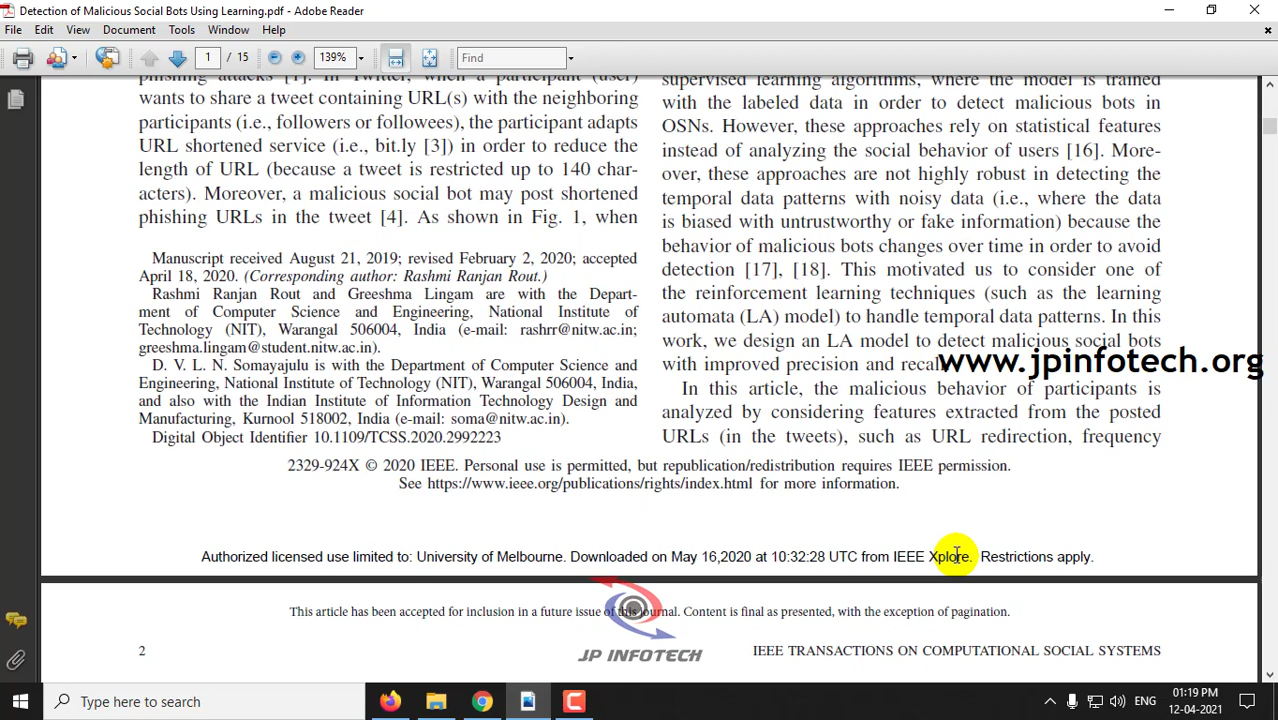 Detection of Malicious Social Bots Using Learning.pdf - Adobe Reader
File Edit View Document Tools Window Help
1 / 15 139% Find
phishing attacks [1]. In Twitter, when a participant (user)
wants to share a tweet containing URL(s) with the neighboring
participants (i.e., followers or followees), the participant adapts
URL shortened service (i.e., bit.ly [3]) in order to reduce the
length of URL (because a tweet is restricted up to 140 char-
acters). Moreover, a malicious social bot may post shortened
phishing URLs in the tweet [4]. As shown in Fig. 1, when
Manuscript received August 21, 2019; revised February 2, 2020; accepted
April 18, 2020. (Corresponding author: Rashmi Ranjan Rout.)
Rashmi Ranjan Rout and Greeshma Lingam are with the Depart-
ment of Computer Science and Engineering, National Institute of
Technology (NIT), Warangal 506004, India (e-mail: rashrr@nitw.ac.in;
greeshma.lingam@student.nitw.ac.in).
D. V. L. N. Somayajulu is with the Department of Computer Science and
Engineering, National Institute of Technology (NIT), Warangal 506004, India,
and also with the Indian Institute of Information Technology Design and
Manufacturing, Kurnool 518002, India (e-mail: soma@nitw.ac.in).
Digital Object Identifier 10.1109/TCSS.2020.2992223
supervised learning algorithms, where the model is trained
with the labeled data in order to detect malicious bots in
OSNs. However, these approaches rely on statistical features
instead of analyzing the social behavior of users [16]. More-
over, these approaches are not highly robust in detecting the
temporal data patterns with noisy data (i.e., where the data
is biased with untrustworthy or fake information) because the
behavior of malicious bots changes over time in order to avoid
detection [17], [18]. This motivated us to consider one of
the reinforcement learning techniques (such as the learning
automata (LA) model) to handle temporal data patterns. In this
work, we design an LA model to detect malicious social bots
with improved precision and recall
www.jpinfotech.org
In this article, the malicious behavior of participants is
analyzed by considering features extracted from the posted
URLs (in the tweets), such as URL redirection, frequency
2329-924X © 2020 IEEE. Personal use is permitted, but republication/redistribution requires IEEE permission.
See https://www.ieee.org/publications/rights/index.html for more information.
Authorized licensed use limited to: University of Melbourne. Downloaded on May 16,2020 at 10:32:28 UTC from IEEE Xplore. Restrictions apply.
This article has been accepted for inclusion in a future issue of this journal. Content is final as presented, with the exception of pagination.
JP INFOTECH
2 IEEE TRANSACTIONS ON COMPUTATIONAL SOCIAL SYSTEMS
Type here to search
ENG
01:19 PM
12-04-2021